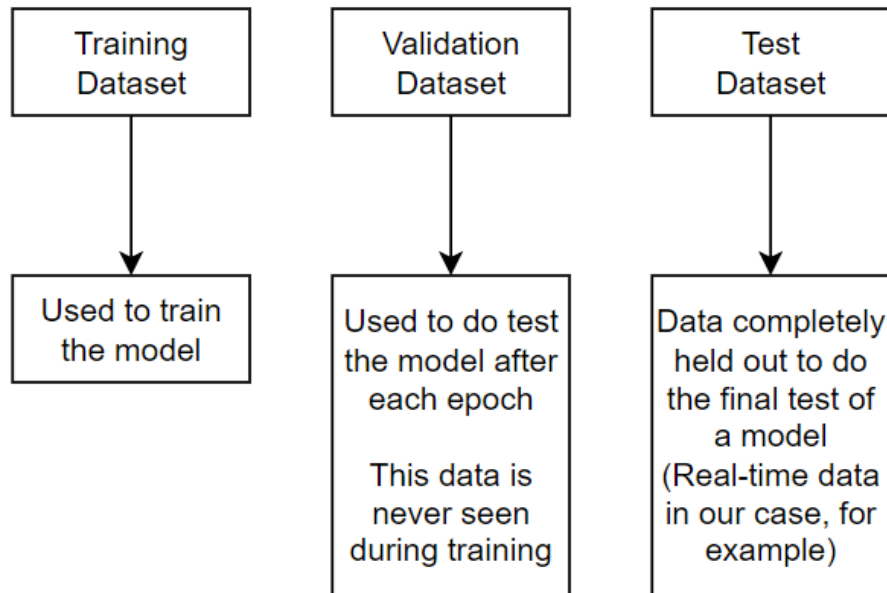 Training
Dataset
Validation
Dataset
Test
Dataset
Used to train
the model
Used to do test
the model after
each epoch
This data is
never seen
during training
Data completely
held out to do
the final test of
a model
(Real-time data
in our case, for
example)